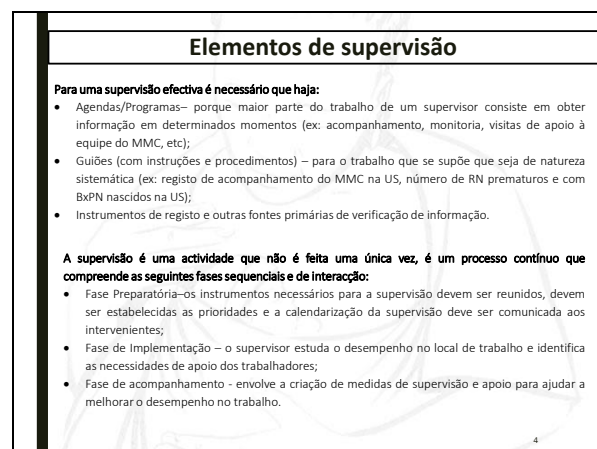 Elementos de supervisão
Para uma supervisão efectiva é necessário que haja:
• Agendas/Programas– porque maior parte do trabalho de um supervisor consiste em obter
informação em determinados momentos (ex: acompanhamento, monitoria, visitas de apoio à
equipe do MMC, etc);
• Guiões (com instruções e procedimentos) – para o trabalho que se supõe que seja de natureza
sistemática (ex: registo de acompanhamento do MMC na US, número de RN prematuros e com
BxPN nascidos na US);
• Instrumentos de registo e outras fontes primárias de verificação de informação.
A supervisão é uma actividade que não é feita uma única vez, é um processo contínuo que
compreende as seguintes fases sequenciais e de interacção:
• Fase Preparatória–os instrumentos necessários para a supervisão devem ser reunidos, devem
ser estabelecidas as prioridades e a calendarização da supervisão deve ser comunicada aos
intervenientes;
• Fase de Implementação – o supervisor estuda o desempenho no local de trabalho e identifica
as necessidades de apoio dos trabalhadores;
• Fase de acompanhamento - envolve a criação de medidas de supervisão e apoio para ajudar a
melhorar o desempenho no trabalho.
4